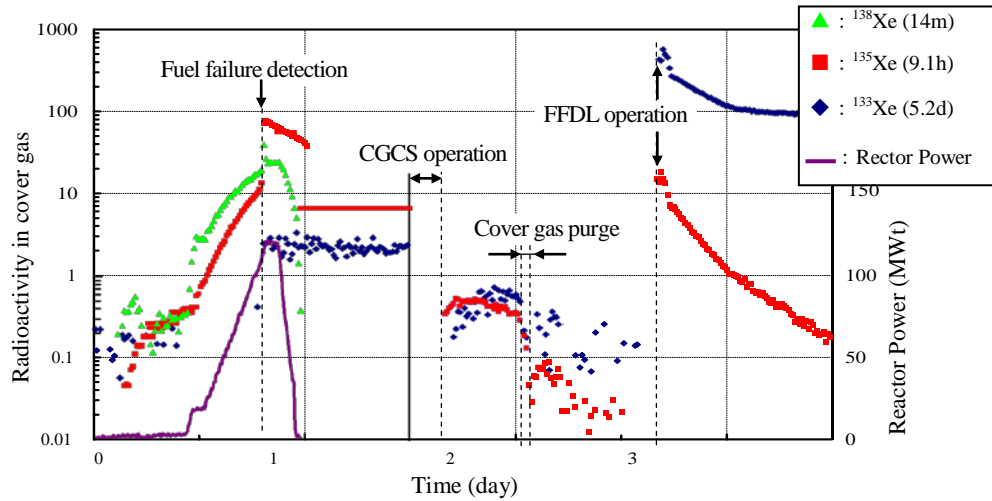 1000
100
10
1
0.1
0.01
Radioactivity in cover gas
Fuel failure detection
CGCS operation
Cover gas purge
FFDL operation
▲ : ¹³⁸Xe (14m)
■ : ¹³⁵Xe (9.1h)
◆ : ¹³³Xe (5.2d)
: Rector Power
150
100
50
0
Reactor Power (MWt)
0 1 2 3
Time (day)